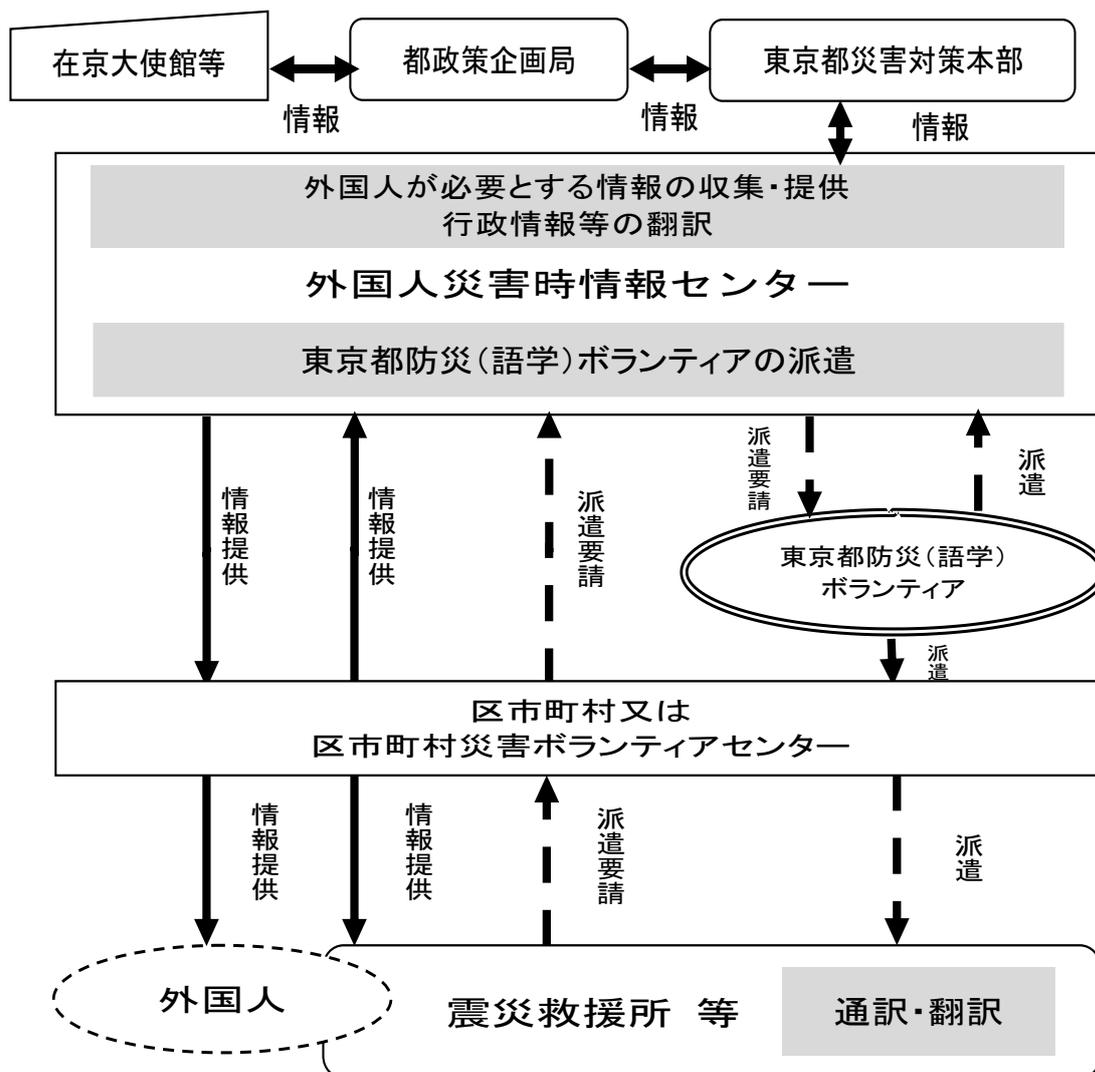 在京大使館等
都政策企画局
東京都災害対策本部
情報
情報
情報
外国人が必要とする情報の収集・提供
行政情報等の翻訳
外国人災害時情報センター
東京都防災(語学)ボランティアの派遣
情報提供
情報提供
派遣要請
派遣要請
派遣
東京都防災(語学)
ボランティア
派遣
区市町村又は
区市町村災害ボランティアセンター
情報提供
情報提供
派遣要請
派遣
外国人
震災救援所 等
通訳・翻訳